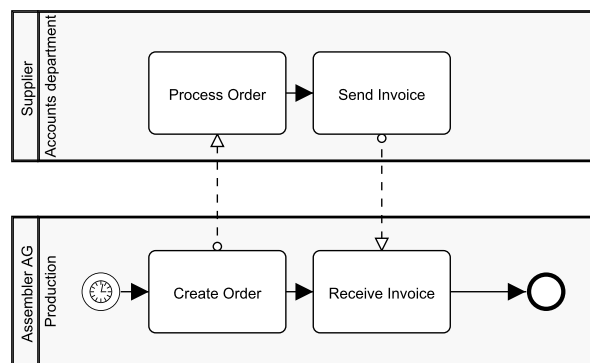 Supplier
Accounts department
Process Order
Send Invoice
Assembler AG
Production
Create Order
Receive Invoice